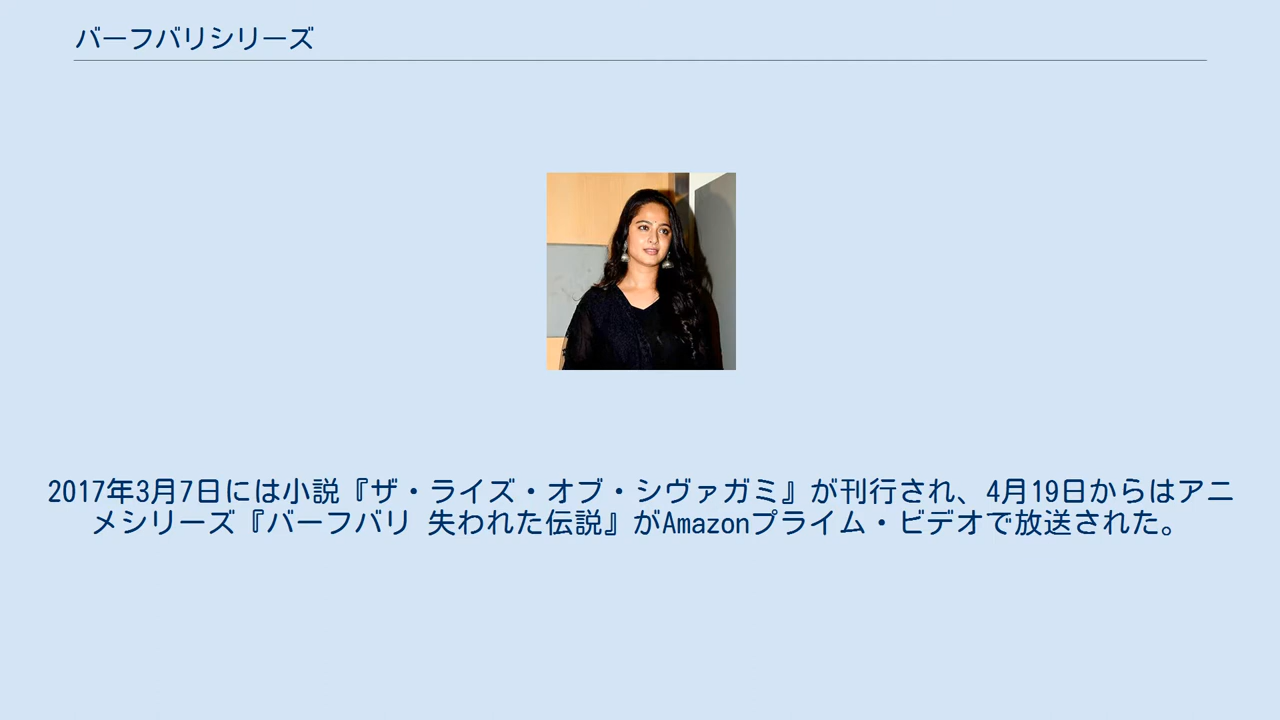 バーフバリシリーズ
2017年3月7日には小説『ザ・ライズ・オブ・シヴァガミ』が刊行され、4月19日からはアニ
メシリーズ『バーフバリ 失われた伝説』がAmazonプライム・ビデオで放送された。